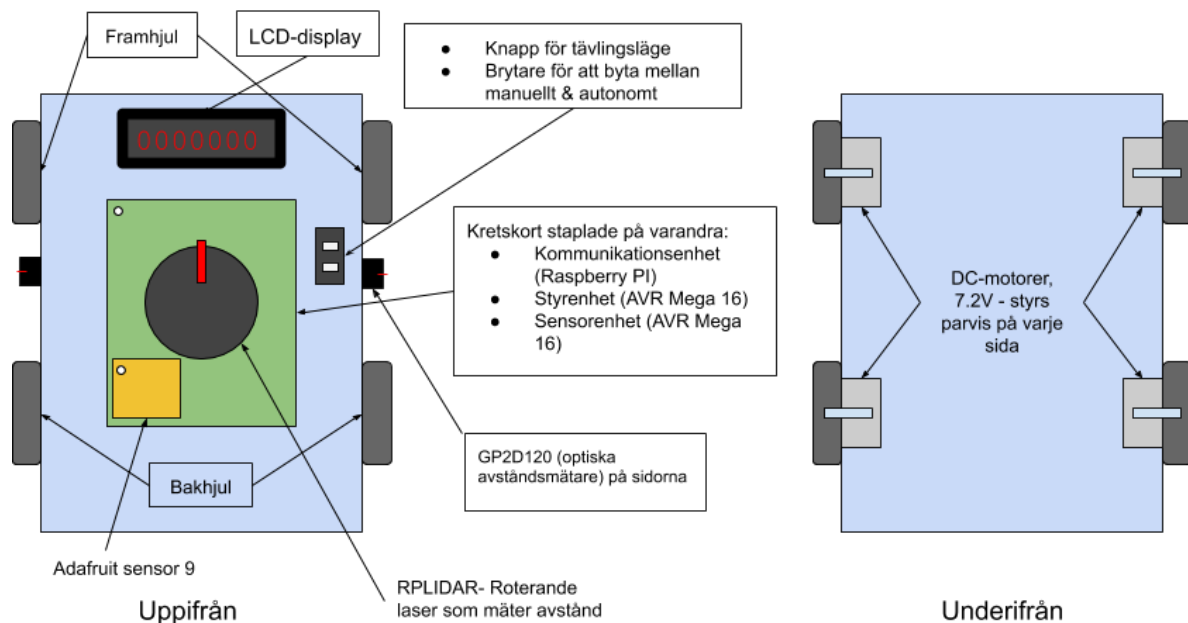 Framhjul
LCD-display
● Knapp för tävlingsläge
● Brytare för att byta mellan
manuellt & autonomt
0000000
Kretskort staplade på varandra:
● Kommunikationsenhet
(Raspberry PI)
● Styrenhet (AVR Mega 16)
● Sensorenhet (AVR Mega
16)
DC-motorer,
7.2V - styrs
parvis på varje
sida
GP2D120 (optiska
avståndsmätare) på sidorna
Bakhjul
Adafruit sensor 9
RPLIDAR- Roterande
laser som mäter avstånd
Uppifrån
Underifrån